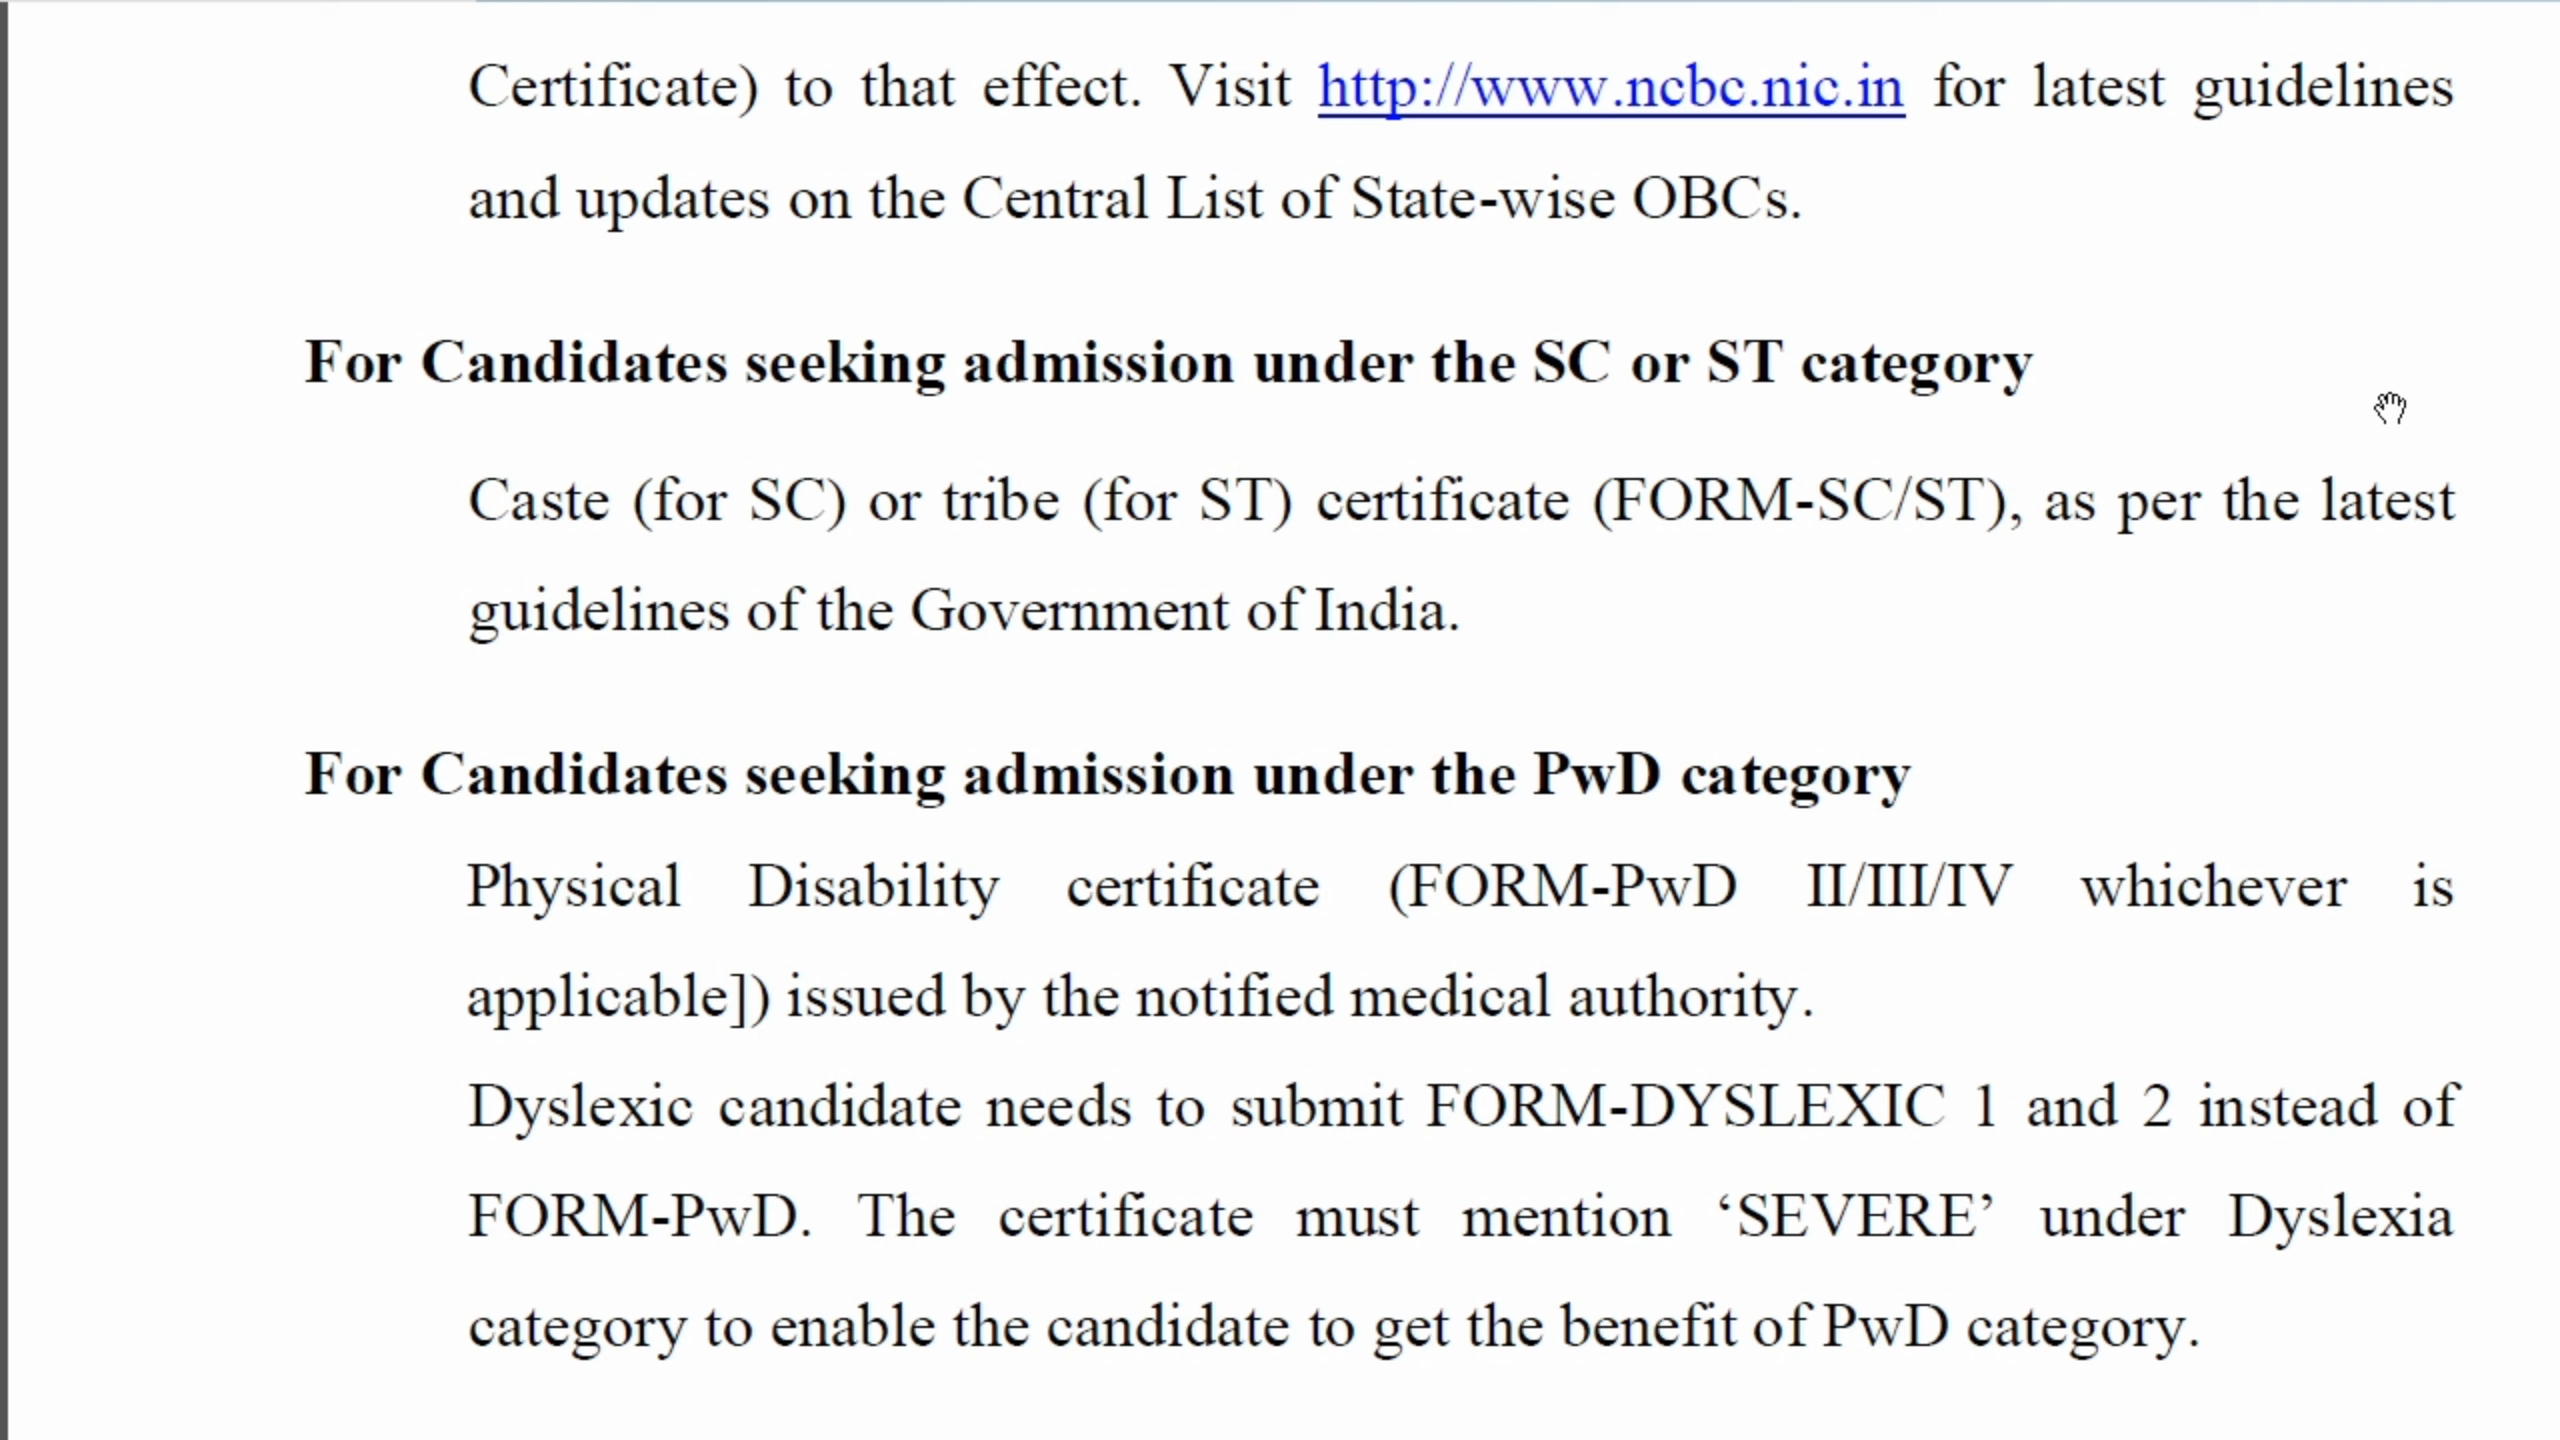 Certificate) to that effect. Visit http://www.ncbc.nic.in for latest guidelines
and updates on the Central List of State-wise OBCs.
For Candidates seeking admission under the SC or ST category
Caste (for SC) or tribe (for ST) certificate (FORM-SC/ST), as per the latest
guidelines of the Government of India.
For Candidates seeking admission under the PwD category
Physical Disability certificate (FORM-PwD II/III/IV whichever is
applicable]) issued by the notified medical authority.
Dyslexic candidate needs to submit FORM-DYSLEXIC 1 and 2 instead of
FORM-PwD. The certificate must mention ‘SEVERE’ under Dyslexia
category to enable the candidate to get the benefit of PwD category.